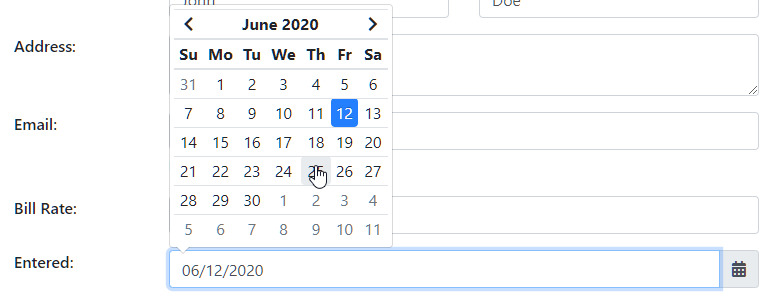 John Doe
June 2020
Address:
Su Mo Tu We Th Fr Sa
31 1 2 3 4 5 6
7 8 9 10 11 12 13
Email:
14 15 16 17 18 19 20
21 22 23 24 25 26 27
28 29 30 1 2 3 4
Bill Rate:
5 6 7 8 9 10 11
Entered:
06/12/2020